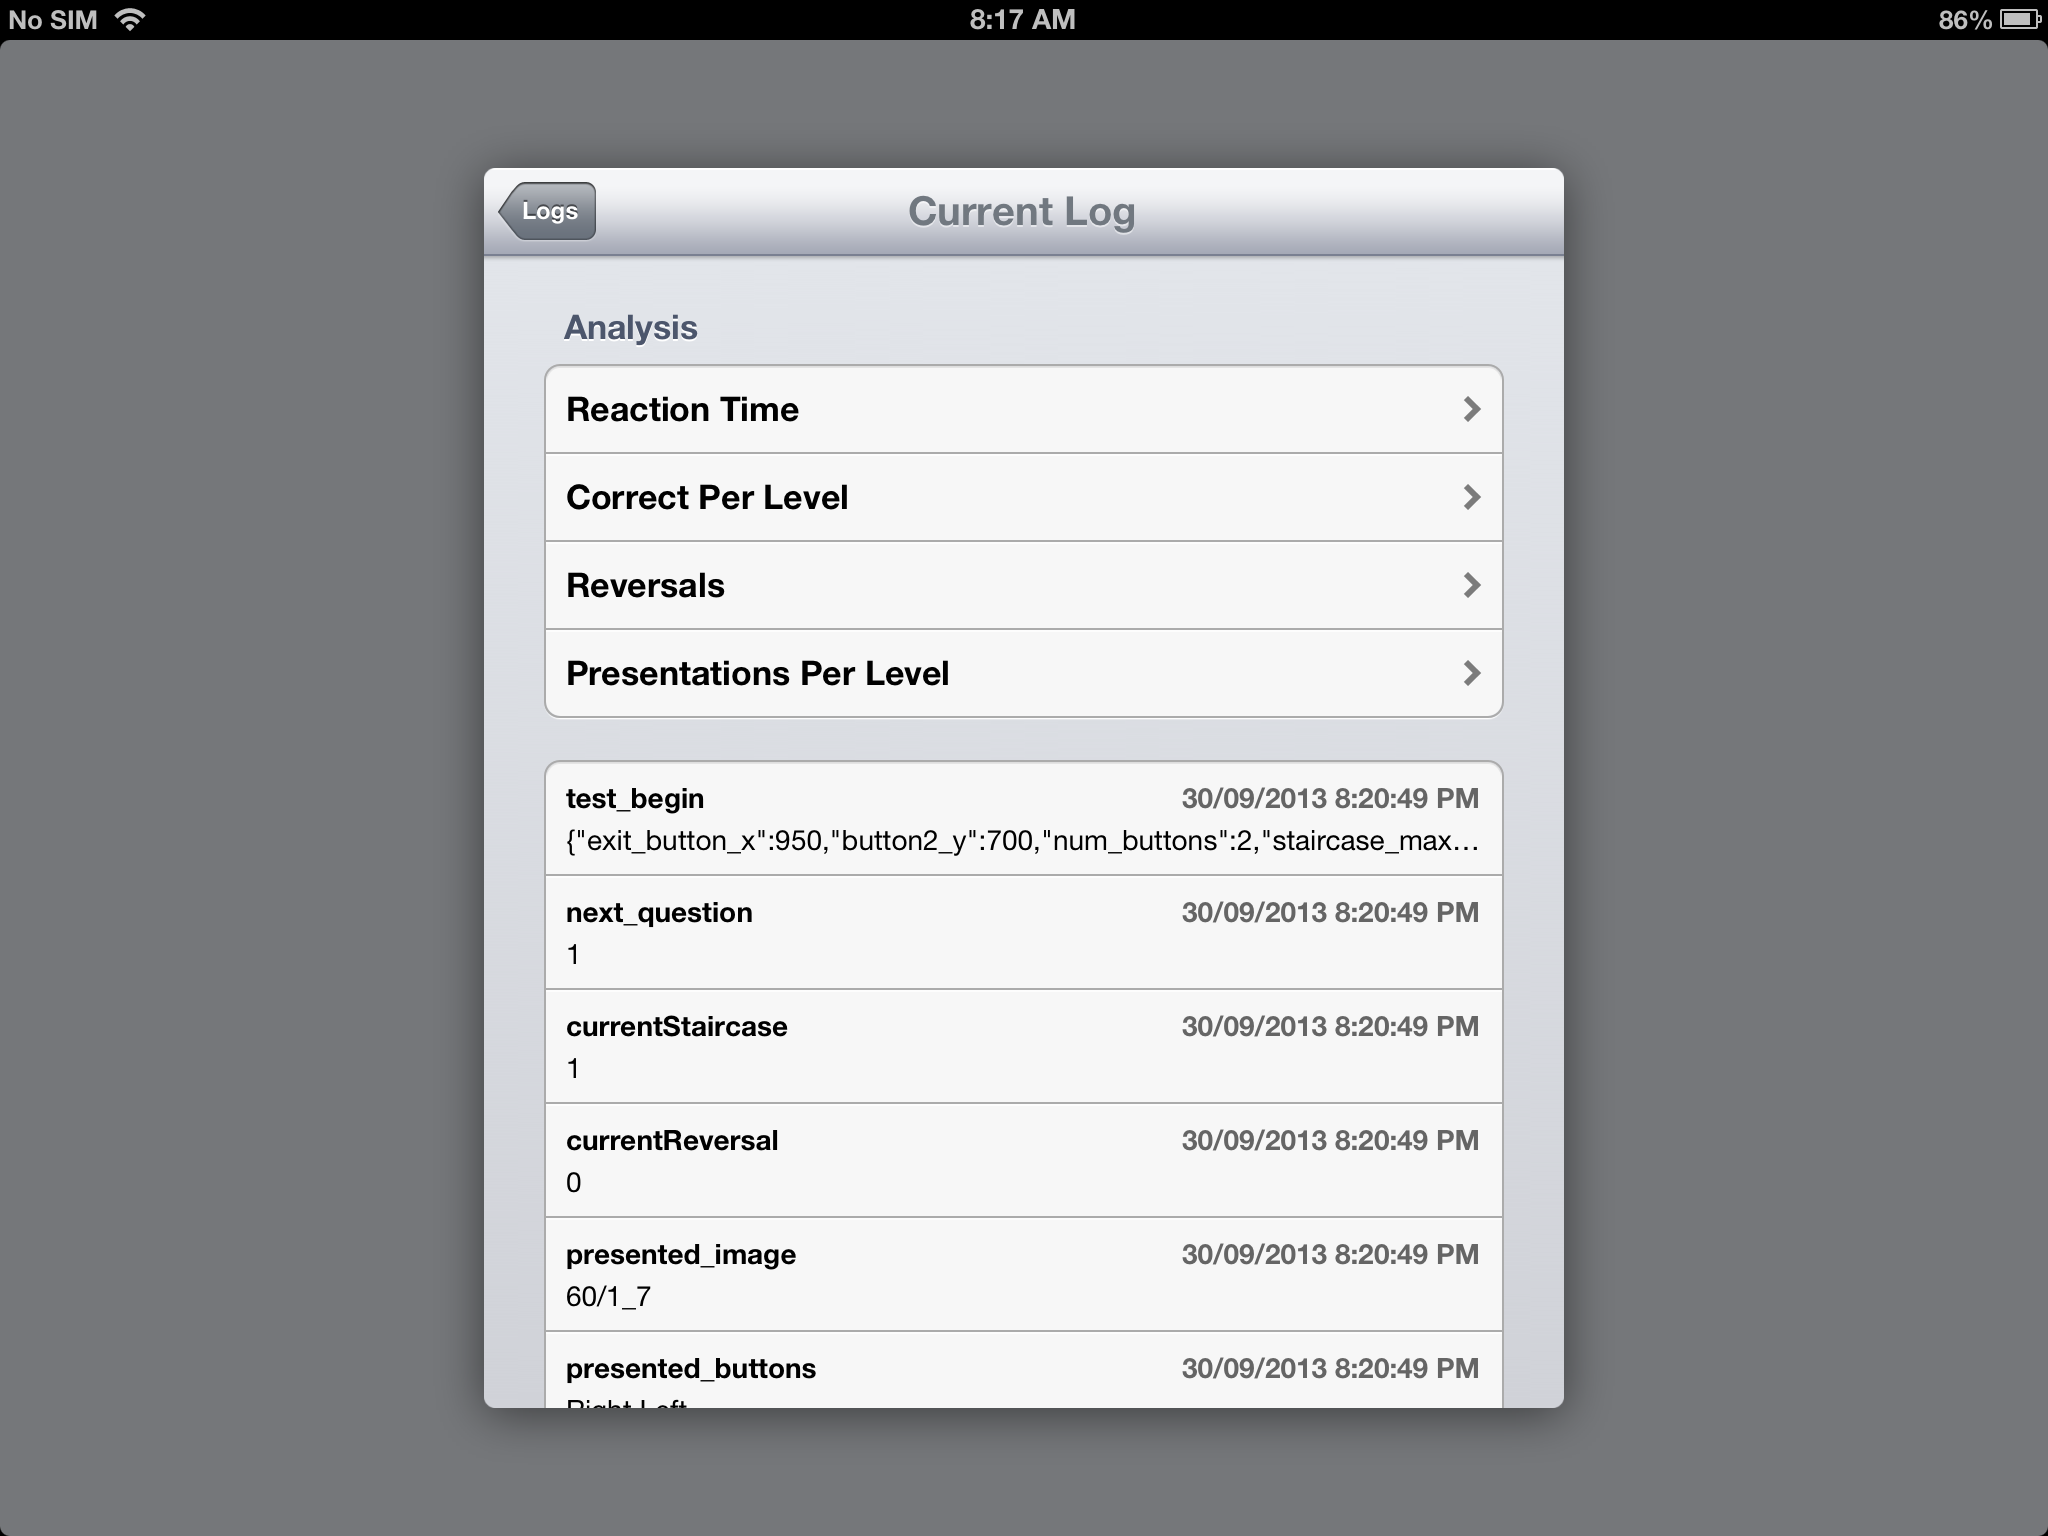 No SIM 8:17 AM 86%
Logs Current Log
Analysis
Reaction Time
Correct Per Level
Reversals
Presentations Per Level
test_begin 30/09/2013 8:20:49 PM
{"exit_button_x":950,"button2_y":700,"num_buttons":2,"staircase_max...
next_question 30/09/2013 8:20:49 PM
1
currentStaircase 30/09/2013 8:20:49 PM
1
currentReversal 30/09/2013 8:20:49 PM
0
presented_image 30/09/2013 8:20:49 PM
60/1_7
presented_buttons 30/09/2013 8:20:49 PM